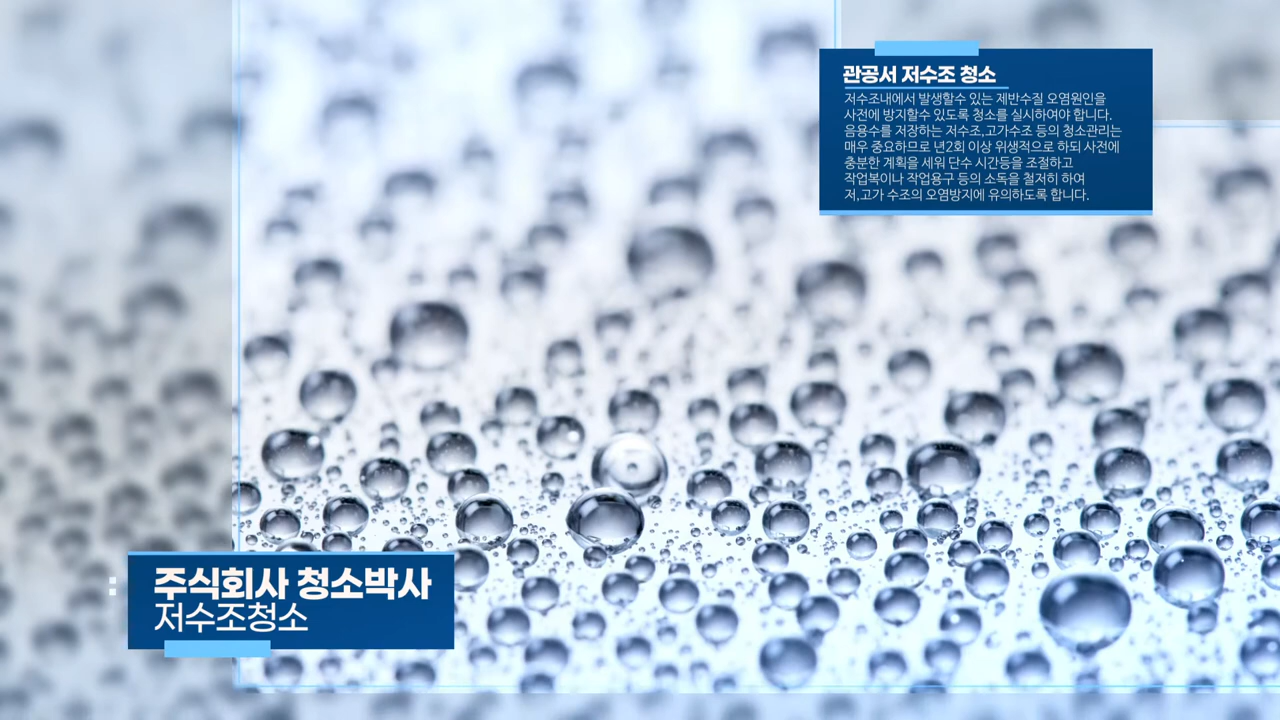 관공서 저수조 청소
저수조내에서 발생할수 있는 제반수질 오염원인을
사전에 방지할수 있도록 청소를 실시하여야 합니다.
음용수를 저장하는 저수조,고가수조 등의 청소관리는
매우 중요하므로 년2회 이상 위생적으로 하되 사전에
충분한 계획을 세워 단수 시간등을 조절하고
작업복이나 작업용구 등의 소독을 철저히 하여
저,고가 수조의 오염방지에 유의하도록 합니다.
주식회사 청소박사
저수조청소